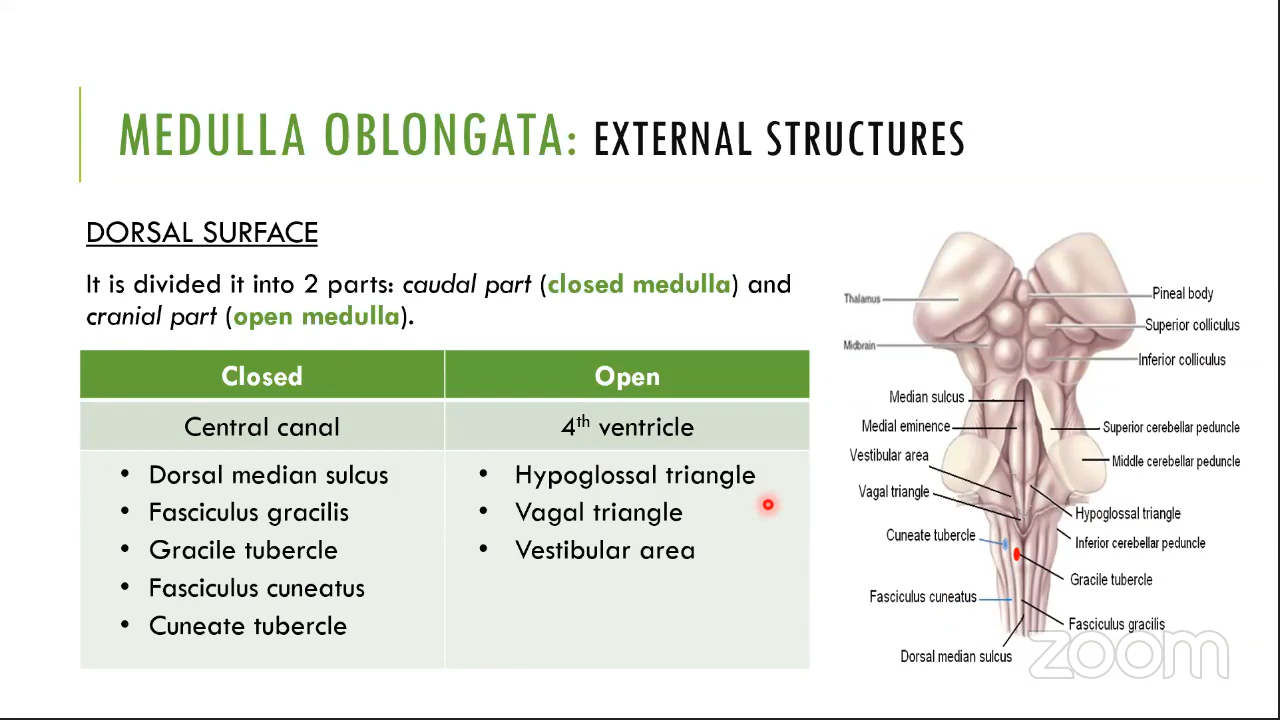 MEDULLA OBLONGATA: EXTERNAL STRUCTURES
DORSAL SURFACE
It is divided it into 2 parts: caudal part (closed medulla) and
cranial part (open medulla).
Closed
Open
Central canal
4th ventricle
• Dorsal median sulcus
• Fasciculus gracilis
• Gracile tubercle
• Fasciculus cuneatus
• Cuneate tubercle
• Hypoglossal triangle
• Vagal triangle
• Vestibular area
Thalamus
Midbrain
Median sulcus
Medial eminence
Vestibular area
Vagal triangle
Cuneate tubercle
Fasciculus cuneatus
Dorsal median sulcus
Pineal body
Superior colliculus
Inferior colliculus
Superior cerebellar peduncle
Middle cerebellar peduncle
Hypoglossal triangle
Inferior cerebellar peduncle
Gracile tubercle
Fasciculus gracilis
zoom